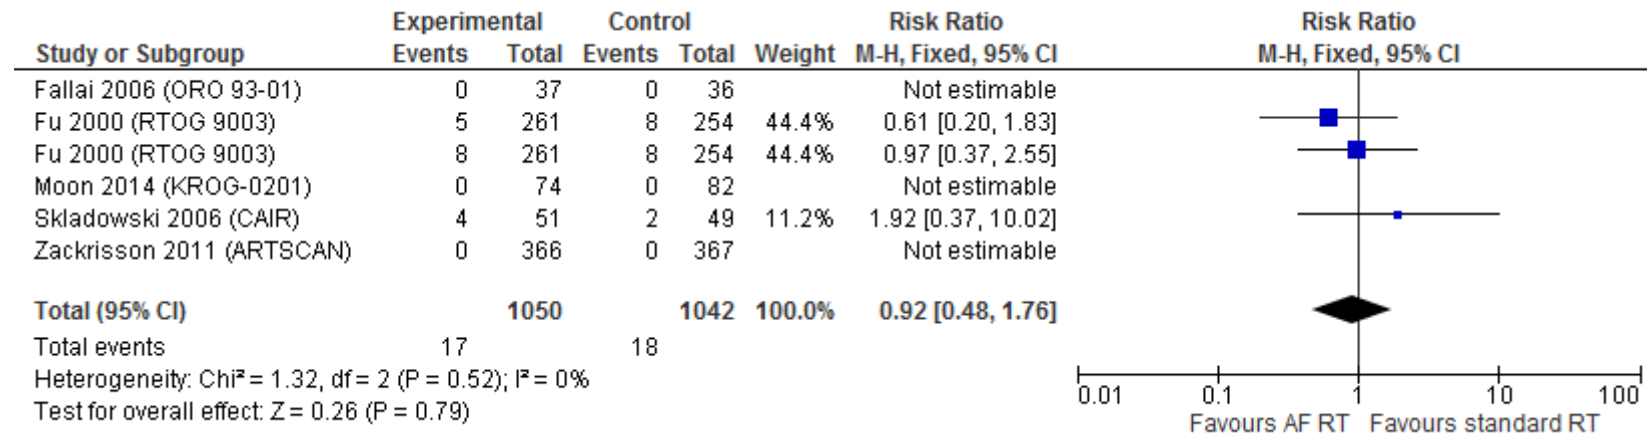 Experimental Control Risk Ratio Risk Ratio
Study or Subgroup Events Total Events Total Weight M-H, Fixed, 95% CI M-H, Fixed, 95% CI
Fallai 2006 (ORO 93-01) 0 37 0 36 Not estimable
Fu 2000 (RTOG 9003) 5 261 8 254 44.4% 0.61 [0.20, 1.83]
Fu 2000 (RTOG 9003) 8 261 8 254 44.4% 0.97 [0.37, 2.55]
Moon 2014 (KROG-0201) 0 74 0 82 Not estimable
Skladowski 2006 (CAIR) 4 51 2 49 11.2% 1.92 [0.37, 10.02]
Zackrisson 2011 (ARTSCAN) 0 366 0 367 Not estimable
Total (95% CI) 1050 1042 100.0% 0.92 [0.48, 1.76]
Total events 17 18
Heterogeneity: Chi² = 1.32, df = 2 (P = 0.52); I² = 0%
Test for overall effect: Z = 0.26 (P = 0.79)
0.01 0.1 1 10 100
Favours AF RT Favours standard RT